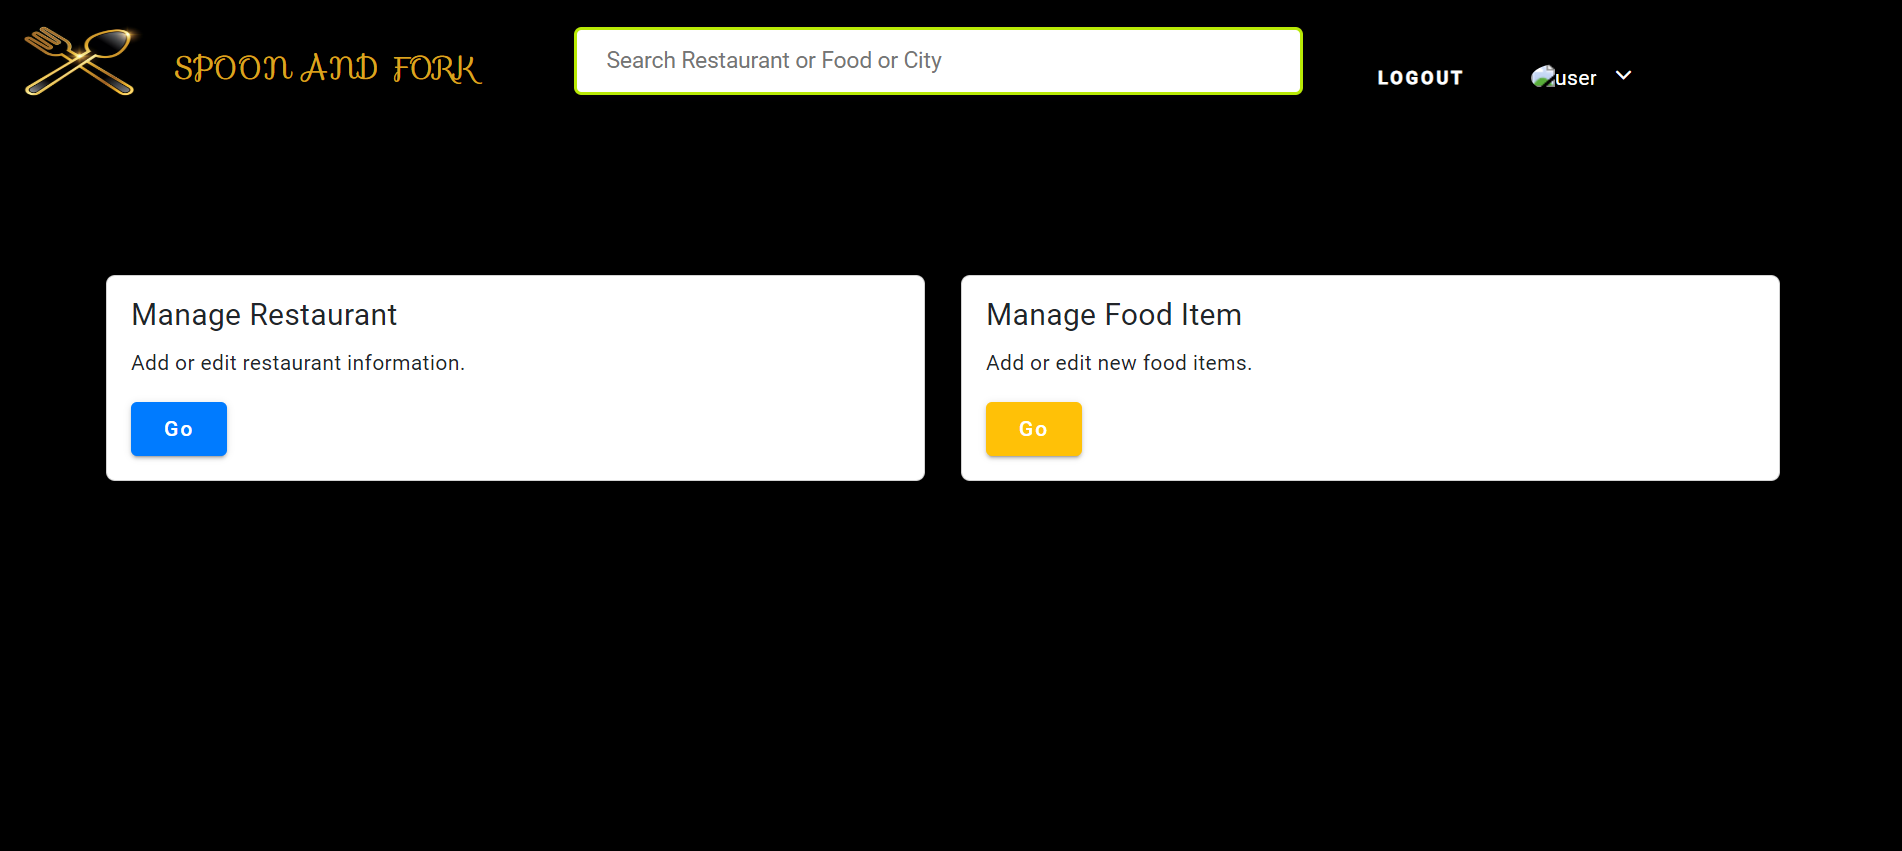 SPOON AND FORK
Search Restaurant or Food or City
LOGOUT
user
Manage Restaurant
Add or edit restaurant information.
Go
Manage Food Item
Add or edit new food items.
Go